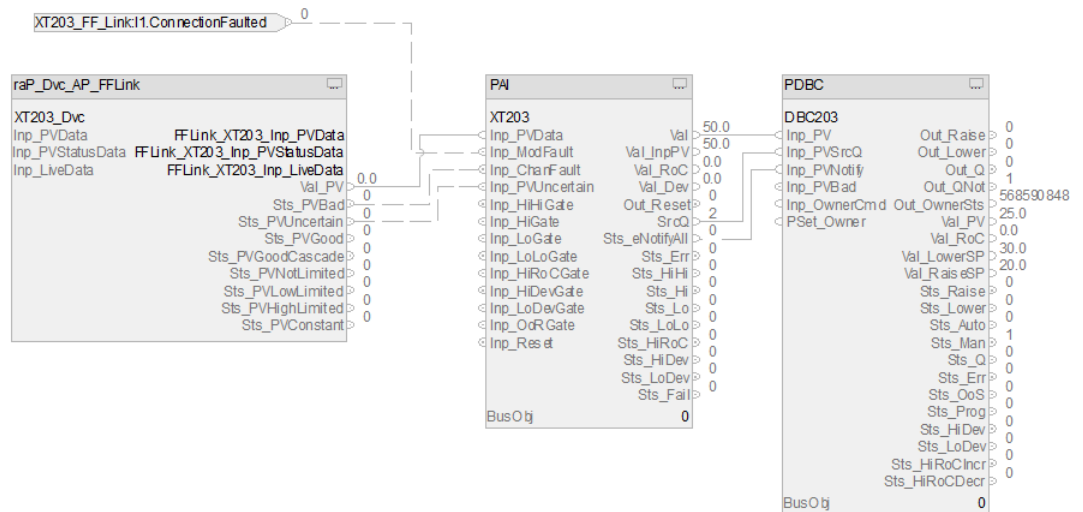 XT203_FF_Link:I1.ConnectionFaulted 0
raP_Dvc_AP_FFLink
XT203_Dvc
Inp_PVData FFLink_XT203_Inp_PVData
Inp_PVStatusData FFLink_XT203_Inp_PVStatusData
Inp_LiveData FFLink_XT203_Inp_LiveData
Val_PV 0.0
Sts_PVBad 0
Sts_PVUncertain 0
Sts_PVGood 0
Sts_PVGoodCascade 0
Sts_PVNotLimited 0
Sts_PVLowLimited 0
Sts_PVHighLimited 0
Sts_PVConstant 0
PAI
XT203
Inp_PVData Val 50.0
Inp_ModFault Val_InpPV 50.0
Inp_ChanFault Val_RoC 0.0
Inp_PVUncertain Val_Dev 0.0
Inp_HiHiGate Out_Reset 0
Inp_HiGate SrcQ 2
Inp_LoGate Sts_eNotifyAll 0
Inp_LoLoGate Sts_Err 0
Inp_HiRoCGate Sts_HiHi 0
Inp_HiDevGate Sts_Hi 0
Inp_LoDevGate Sts_Lo 0
Inp_OoRGate Sts_LoLo 0
Inp_Reset Sts_HiRoC 0
Sts_HiDev 0
Sts_LoDev 0
Sts_Fail 0
BusObj 0
PDBC
DBC203
Inp_PV Out_Raise 0
Inp_PVSrcQ Out_Lower 0
Inp_PVNotify Out_Q 0
Inp_PVBad Out_QNot 1
Inp_OwnerCmd Out_OwnerSts 568590848
PSet_Owner Val_PV 25.0
Val_RoC 0.0
Val_LowerSP 30.0
Val_RaiseSP 20.0
Sts_Raise 0
Sts_Lower 0
Sts_Auto 0
Sts_Man 1
Sts_Q 0
Sts_Err 0
Sts_OoS 0
Sts_Prog 0
Sts_HiDev 0
Sts_LoDev 0
Sts_HiRoCIncr 0
Sts_HiRoCDecr 0
BusObj 0